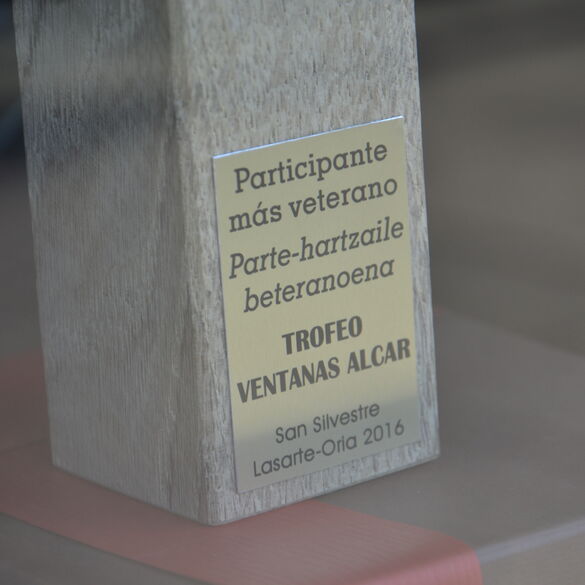 Participante
más veterano
Parte-hartzaile
beteranoena
TROFEO
VENTANAS ALCAR
San Silvestre
Lasarte-Oria 2016